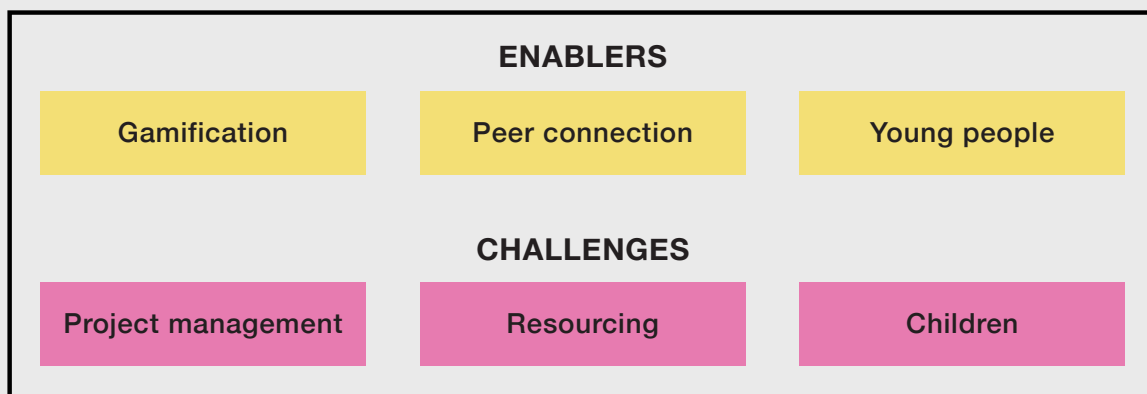 ENABLERS
Gamification
Peer connection
Young people
CHALLENGES
Project management
Resourcing
Children